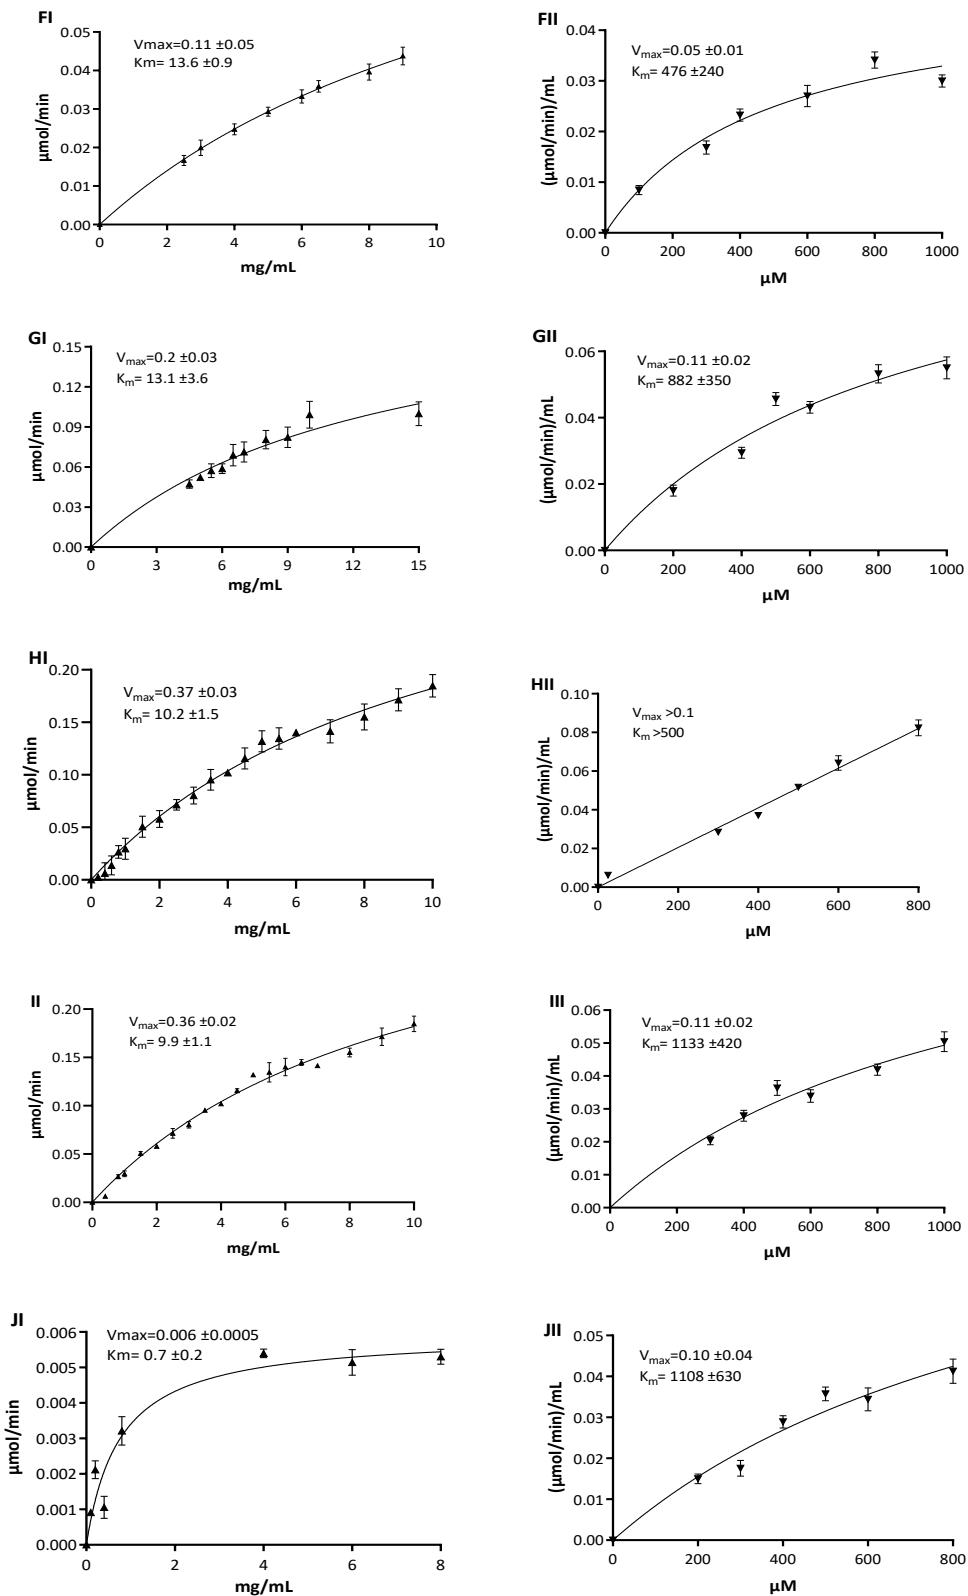 FI
Vmax=0.11 ±0.05
Km= 13.6 ±0.9
µmol/min
0.05
0.04
0.03
0.02
0.01
0.00
0 2 4 6 8 10
mg/mL
FII
Vmax=0.05 ±0.01
Km= 476 ±240
(µmol/min)/mL
0.04
0.03
0.02
0.01
0.00
0 200 400 600 800 1000
µM
GI
Vmax=0.2 ±0.03
Km= 13.1 ±3.6
µmol/min
0.15
0.12
0.09
0.06
0.03
0.00
0 3 6 9 12 15
mg/mL
GII
Vmax=0.11 ±0.02
Km= 882 ±350
(µmol/min)/mL
0.06
0.04
0.02
0.00
0 200 400 600 800 1000
µM
HI
Vmax=0.37 ±0.03
Km= 10.2 ±1.5
µmol/min
0.20
0.15
0.10
0.05
0.00
0 2 4 6 8 10
mg/mL
HII
Vmax >0.1
Km >500
(µmol/min)/mL
0.10
0.08
0.06
0.04
0.02
0.00
0 200 400 600 800
µM
II
Vmax=0.36 ±0.02
Km= 9.9 ±1.1
µmol/min
0.20
0.15
0.10
0.05
0.00
0 2 4 6 8 10
mg/mL
III
Vmax=0.11 ±0.02
Km= 1133 ±420
(µmol/min)/mL
0.06
0.05
0.04
0.03
0.02
0.01
0.00
0 200 400 600 800 1000
µM
JI
Vmax=0.006 ±0.0005
Km= 0.7 ±0.2
µmol/min
0.006
0.005
0.004
0.003
0.002
0.001
0.000
0 2 4 6 8
mg/mL
JII
Vmax=0.10 ±0.04
Km= 1108 ±630
(µmol/min)/mL
0.05
0.04
0.03
0.02
0.01
0.00
0 200 400 600 800
µM